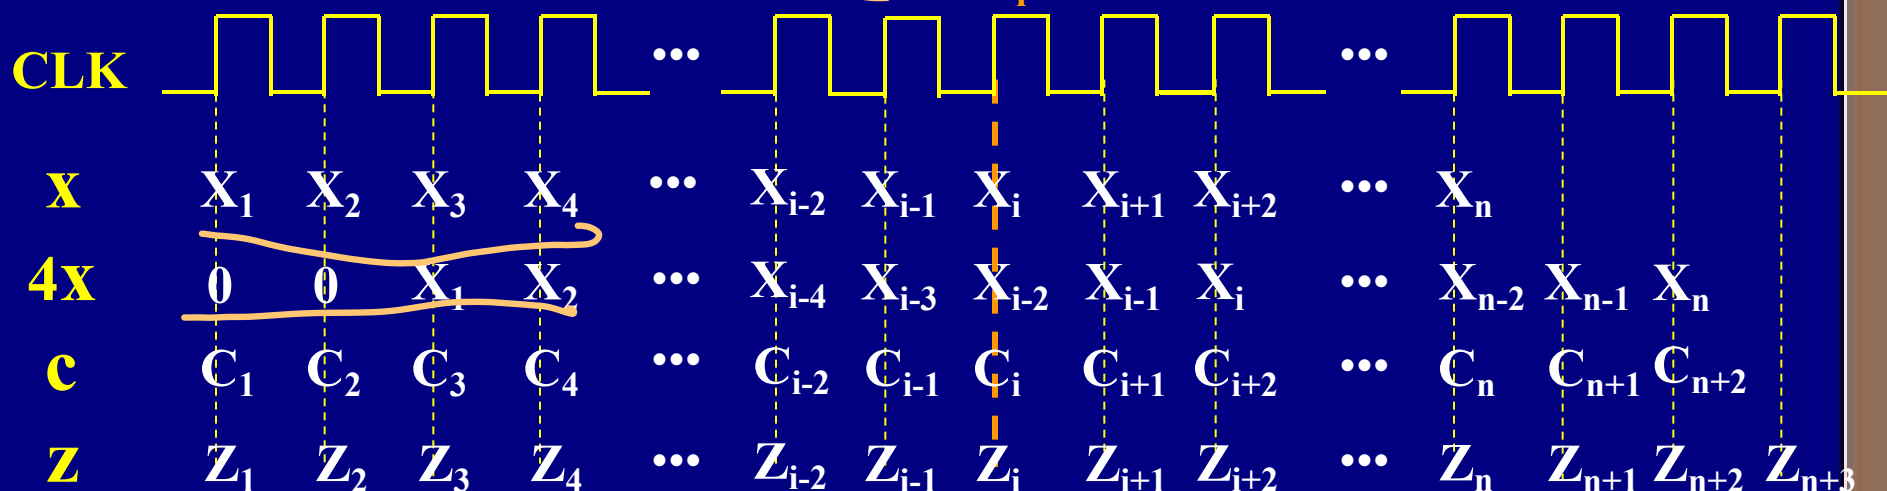 CLK ... ...
x X1 X2 X3 X4 ... Xi-2 Xi-1 Xi Xi+1 Xi+2 ... Xn
4x 0 0 X1 X2 ... Xi-4 Xi-3 Xi-2 Xi-1 Xi ... Xn-2 Xn-1 Xn
c C1 C2 C3 C4 ... Ci-2 Ci-1 Ci Ci+1 Ci+2 ... Cn Cn+1 Cn+2
z Z1 Z2 Z3 Z4 ... Zi-2 Zi-1 Zi Zi+1 Zi+2 ... Zn Zn+1 Zn+2 Zn+3